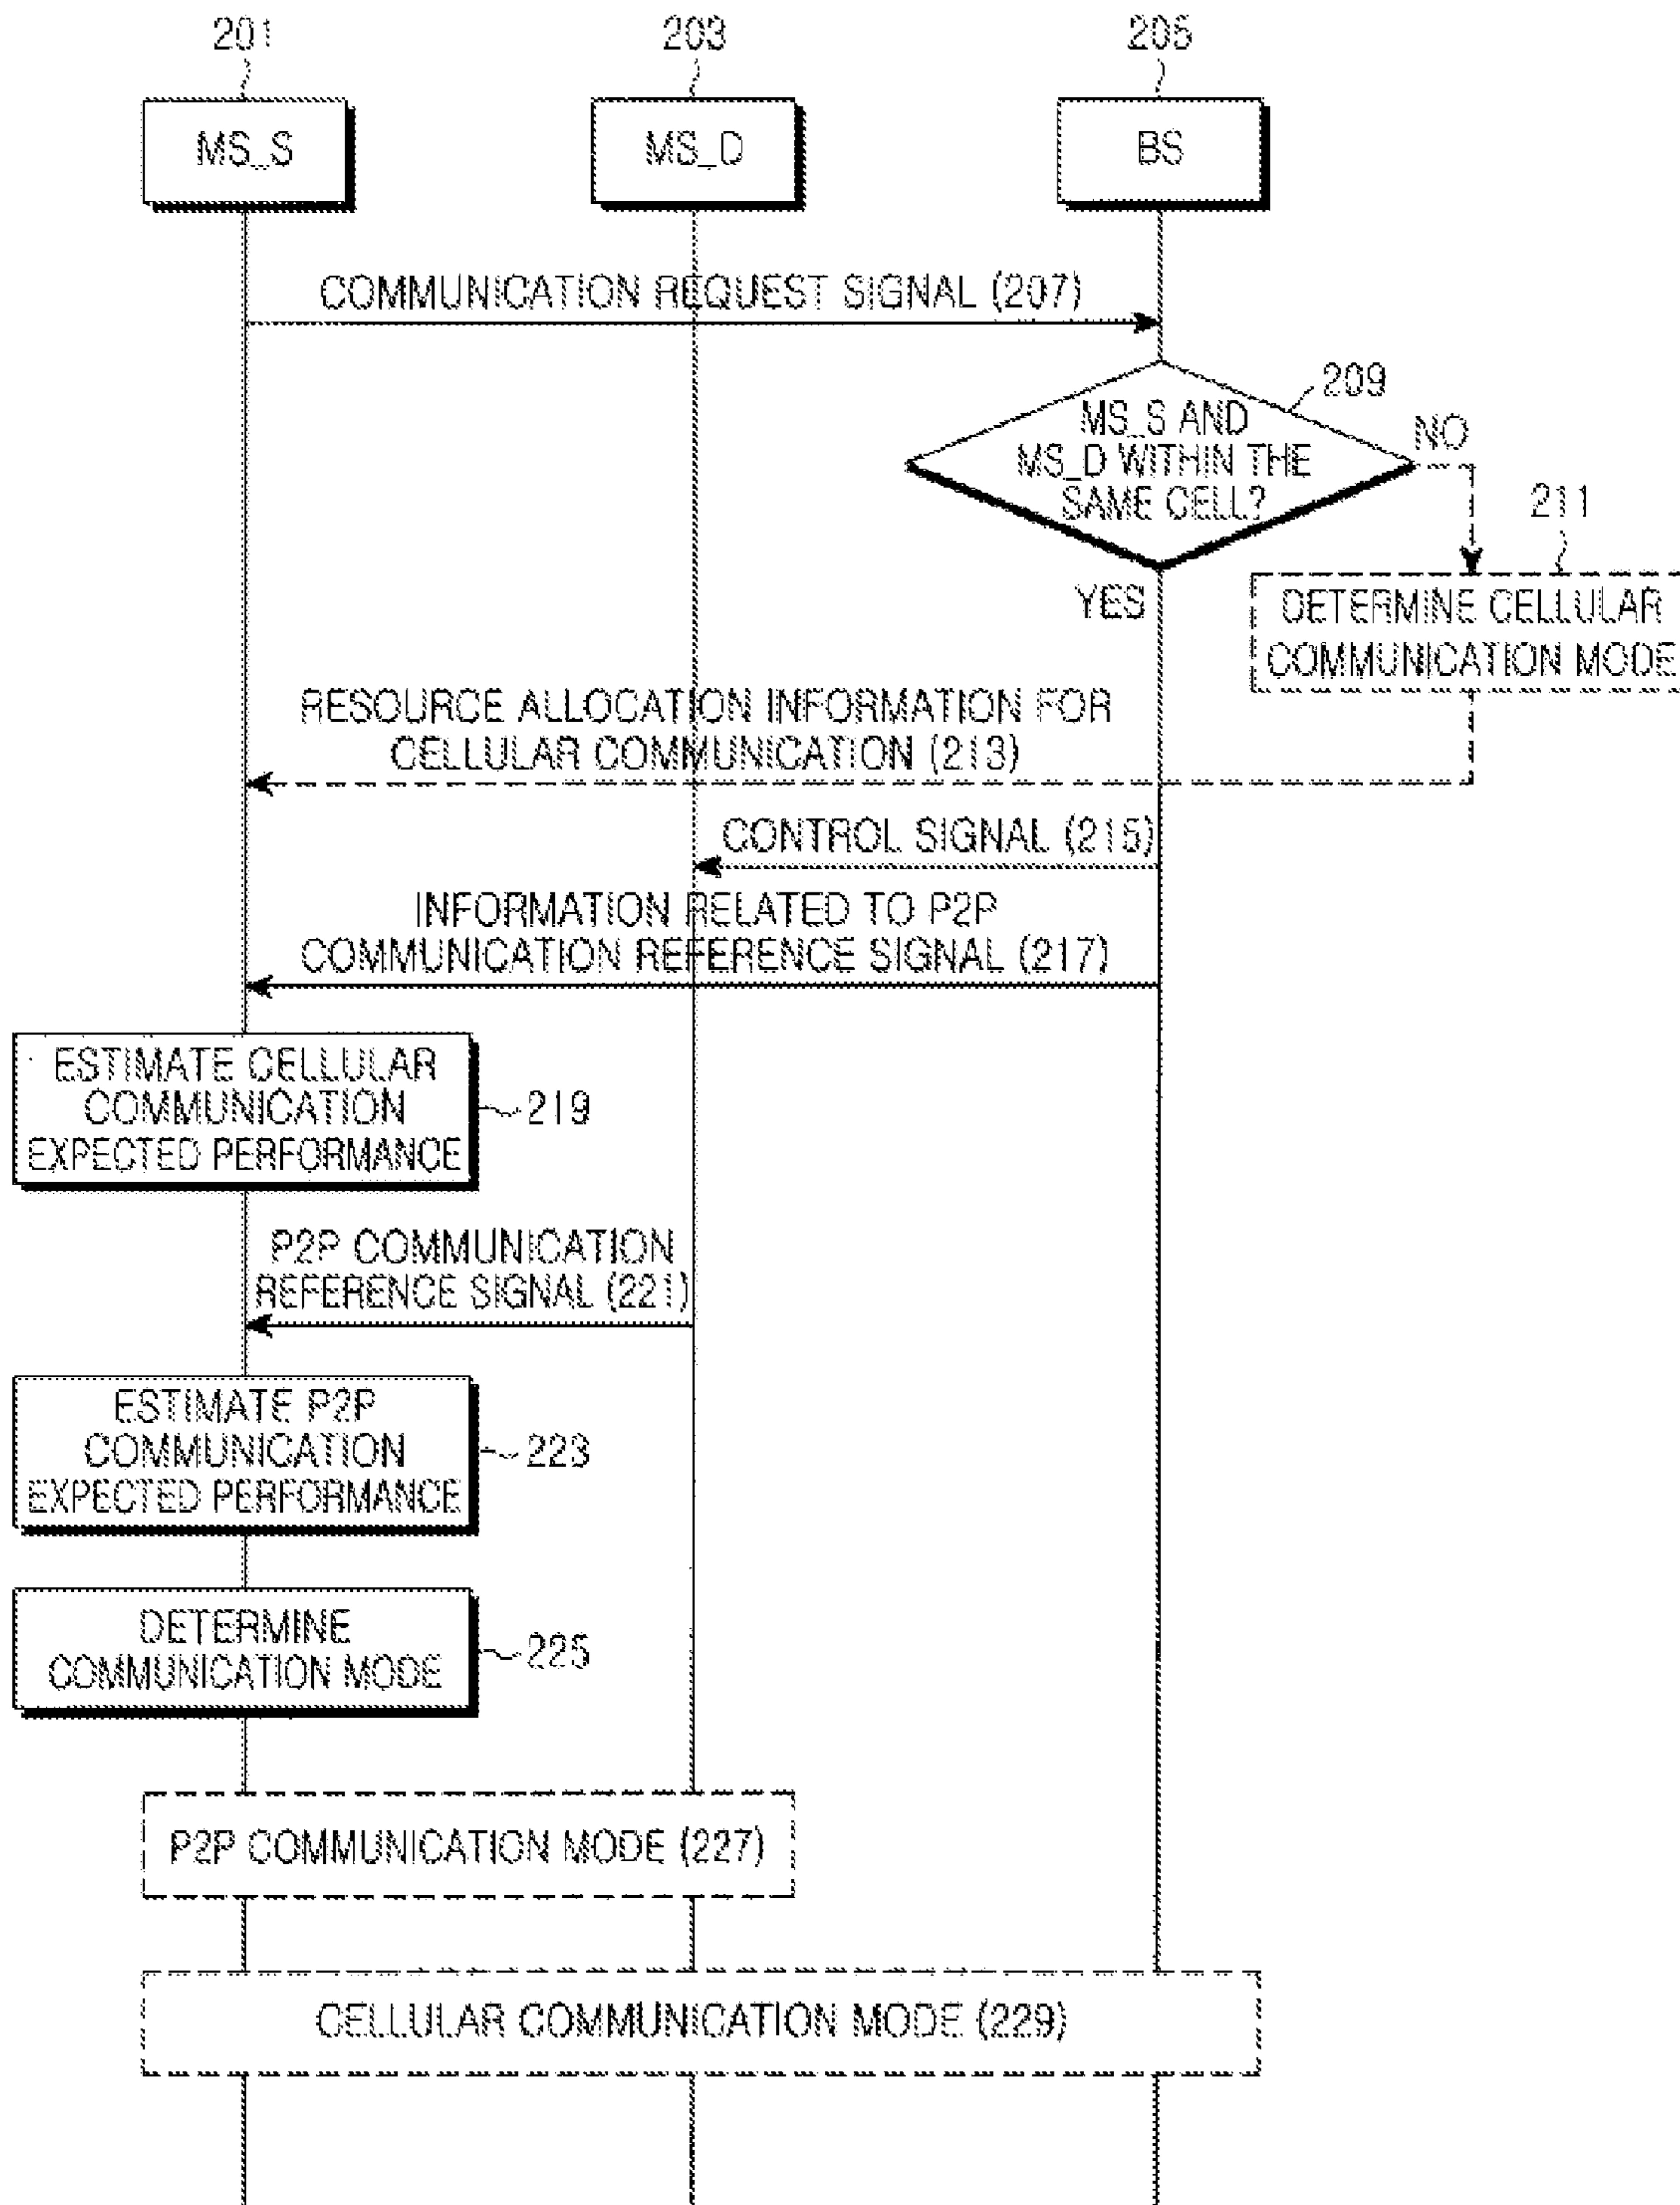 201
203
205
MS_S
MS_D
BS
COMMUNICATION REQUEST SIGNAL (207)
209
MS_S AND
MS_D WITHIN THE
SAME CELL?
NO
211
YES
DETERMINE CELLULAR
COMMUNICATION MODE
RESOURCE ALLOCATION INFORMATION FOR
CELLULAR COMMUNICATION (213)
CONTROL SIGNAL (215)
INFORMATION RELATED TO P2P
COMMUNICATION REFERENCE SIGNAL (217)
ESTIMATE CELLULAR
COMMUNICATION
EXPECTED PERFORMANCE
219
P2P COMMUNICATION
REFERENCE SIGNAL (221)
ESTIMATE P2P
COMMUNICATION
EXPECTED PERFORMANCE
223
DETERMINE
COMMUNICATION MODE
225
P2P COMMUNICATION MODE (227)
CELLULAR COMMUNICATION MODE (229)